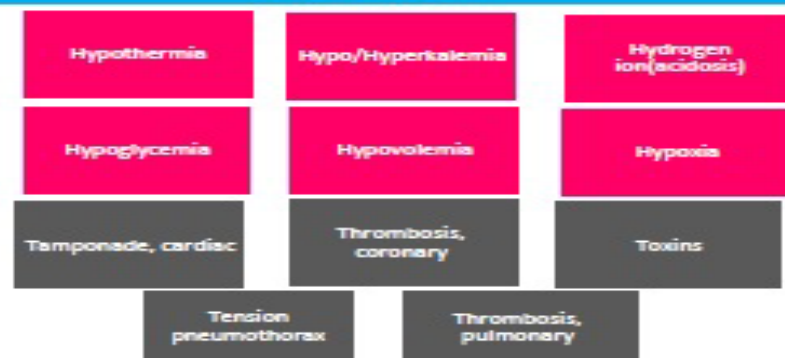 Hypothermia
Hypo/Hyperkalemia
Hydrogen
ion(acidosis)
Hypoglycemia
Hypovolemia
Hypoxia
Tamponade, cardiac
Thrombosis,
coronary
Toxins
Tension
pneumothorax
Thrombosis,
pulmonary